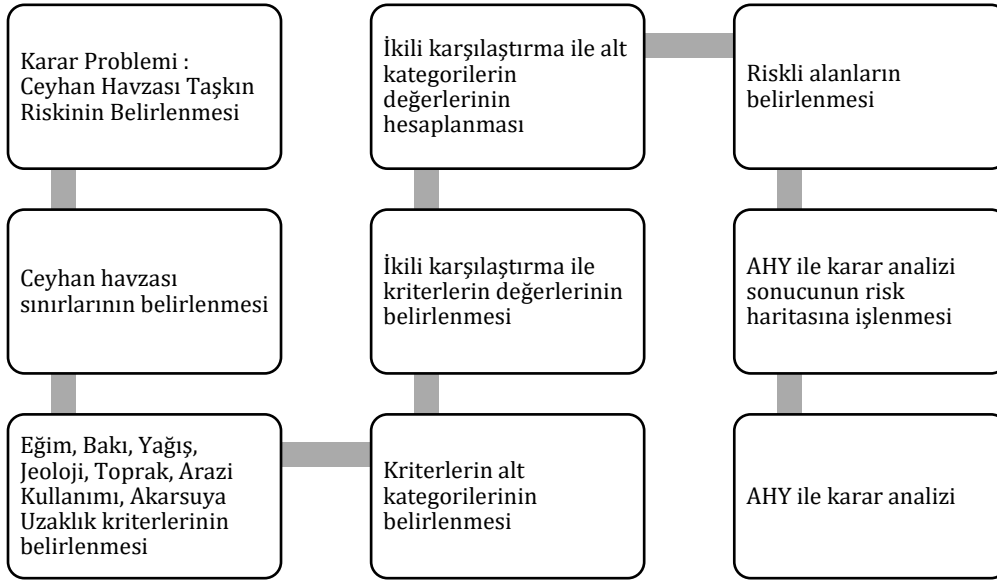 Karar Problemi :
Ceyhan Havzası Taşkın
Riskinin Belirlenmesi
Ceyhan havzası
sınırlarının belirlenmesi
Eğim, Bakı, Yağış,
Jeoloji, Toprak, Arazi
Kullanımı, Akarsuya
Uzaklık kriterlerinin
belirlenmesi
Kriterlerin alt
kategorilerinin
belirlenmesi
İkili karşılaştırma ile
kriterlerin değerlerinin
belirlenmesi
İkili karşılaştırma ile alt
kategorilerin
değerlerinin
hesaplanması
Riskli alanların
belirlenmesi
AHY ile karar analizi
sonucunun risk
haritasına işlenmesi
AHY ile karar analizi